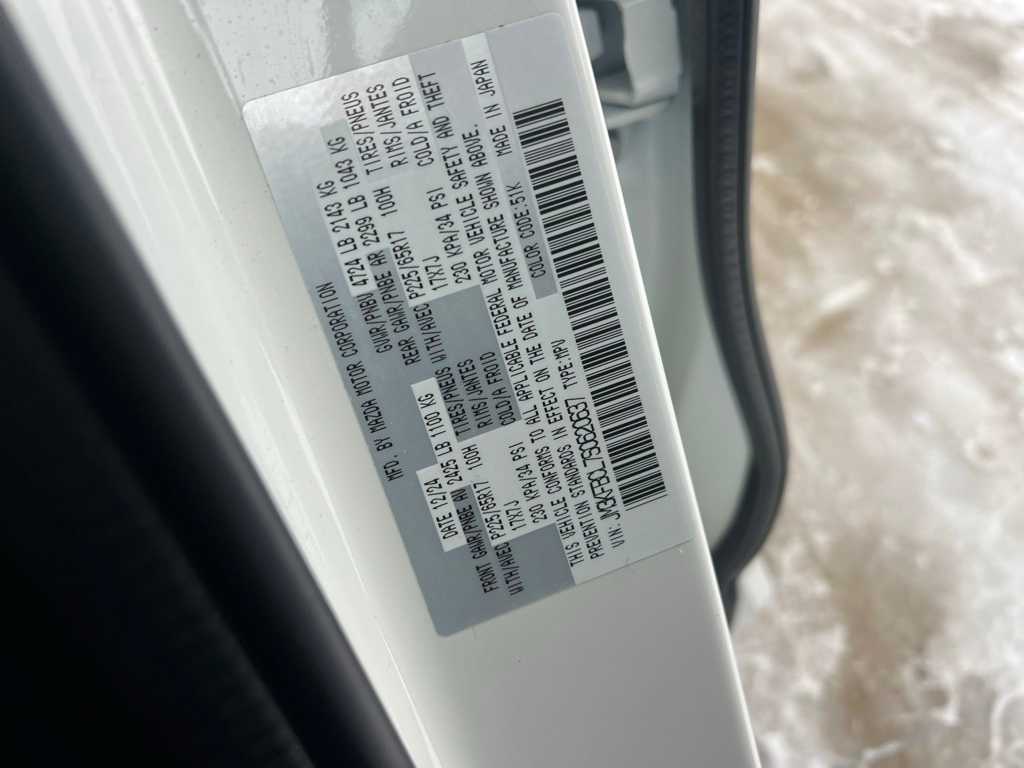 MFD. BY MAZDA MOTOR CORPORATION
DATE 12/24 GVWR/PNBV 4724 LB 2143 KG
FRONT GAWR/PNBE AV 2425 LB 1100 KG REAR GAWR/PNBE AR 2299 LB 1043 KG
WITH/AVEC P225/65R17 100H TIRES/PNEUS WITH/AVEC P225/65R17 100H TIRES/PNEUS
17X7J RIMS/JANTES 17X7J RIMS/JANTES
230 KPA/34 PSI COLD/A FROID 230 KPA/34 PSI COLD/A FROID
THIS VEHICLE CONFORMS TO ALL APPLICABLE FEDERAL MOTOR VEHICLE SAFETY AND THEFT
PREVENTION STANDARDS IN EFFECT ON THE DATE OF MANUFACTURE SHOWN ABOVE.
VIN: TYPE:MPV COLOR CODE:51K MADE IN JAPAN